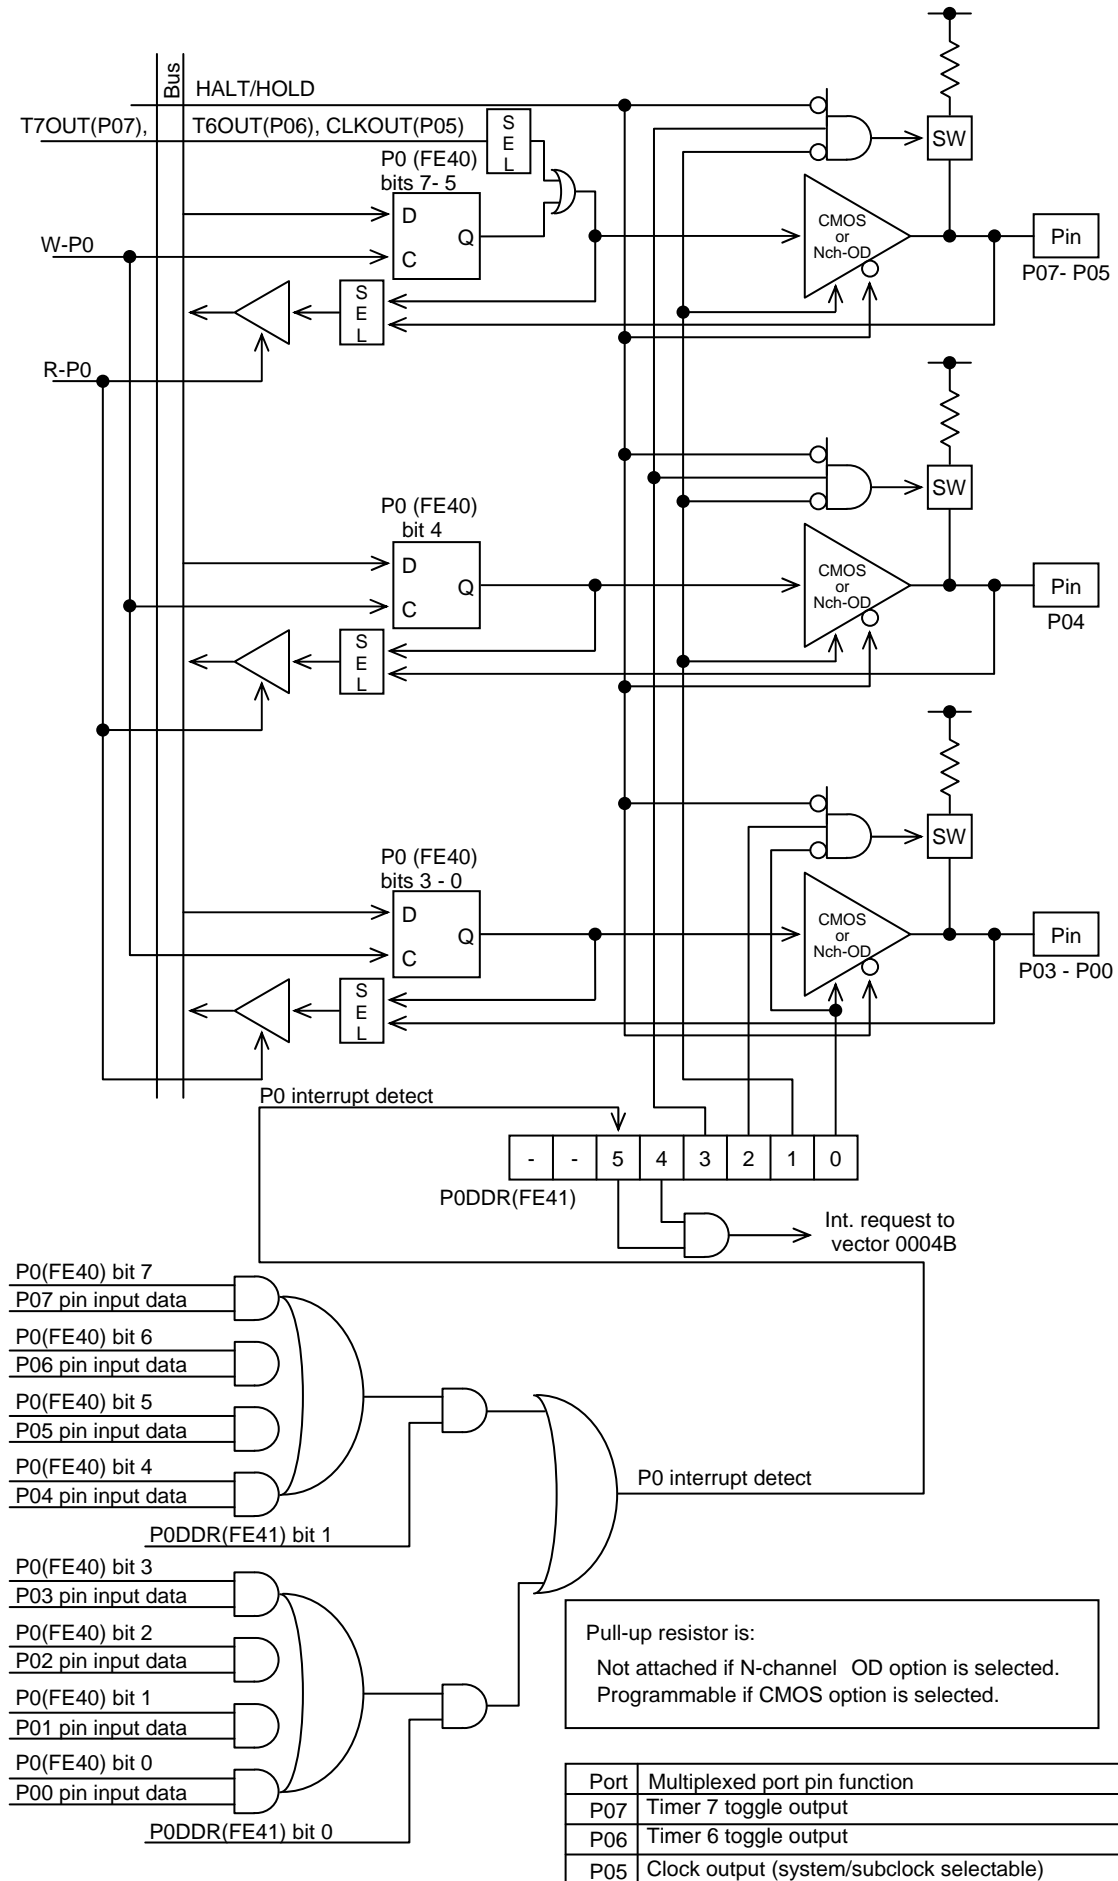 Bus
HALT/HOLD
T7OUT(P07), T6OUT(P06), CLKOUT(P05)
SEL
P0 (FE40)
bits 7- 5
D
C
Q
W-P0
SEL
R-P0
SW
CMOS
or
Nch-OD
Pin
P07- P05
P0 (FE40)
bit 4
D
C
Q
SEL
SW
CMOS
or
Nch-OD
Pin
P04
P0 (FE40)
bits 3 - 0
D
C
Q
SEL
SW
CMOS
or
Nch-OD
Pin
P03 - P00
P0 interrupt detect
- - 5 4 3 2 1 0
P0DDR(FE41)
Int. request to
vector 0004B
P0(FE40) bit 7
P07 pin input data
P0(FE40) bit 6
P06 pin input data
P0(FE40) bit 5
P05 pin input data
P0(FE40) bit 4
P04 pin input data
P0DDR(FE41) bit 1
P0 interrupt detect
P0(FE40) bit 3
P03 pin input data
P0(FE40) bit 2
P02 pin input data
P0(FE40) bit 1
P01 pin input data
P0(FE40) bit 0
P00 pin input data
P0DDR(FE41) bit 0
Pull-up resistor is:
Not attached if N-channel OD option is selected.
Programmable if CMOS option is selected.
Port Multiplexed port pin function
P07 Timer 7 toggle output
P06 Timer 6 toggle output
P05 Clock output (system/subclock selectable)